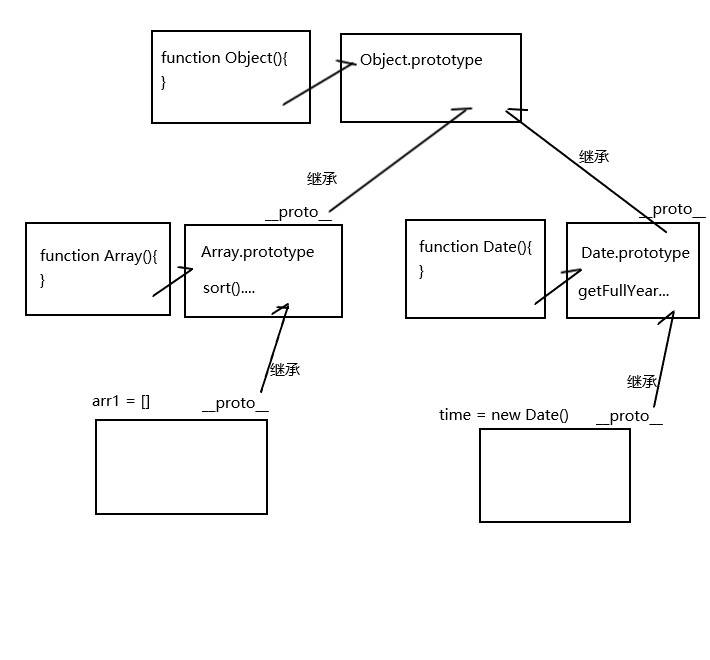 function Object(){
}
Object.prototype
继承
继承
__proto__
__proto__
function Array(){
}
Array.prototype
sort()....
function Date(){
}
Date.prototype
getFullYear...
继承
继承
arr1 = []
__proto__
time = new Date()
__proto__